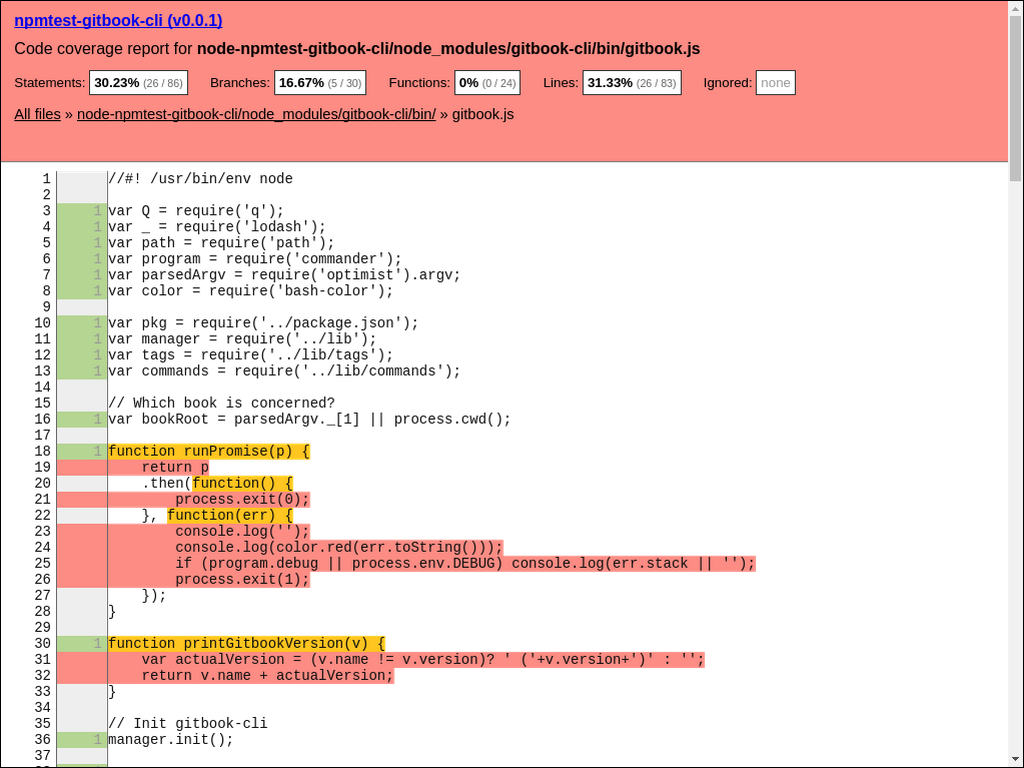 npmtest-gitbook-cli (v0.0.1)
Code coverage report for node-npmtest-gitbook-cli/node_modules/gitbook-cli/bin/gitbook.js
Statements: 30.23% (26 / 86) Branches: 16.67% (5 / 30) Functions: 0% (0 / 24) Lines: 31.33% (26 / 83) Ignored: none
All files » node-npmtest-gitbook-cli/node_modules/gitbook-cli/bin/ » gitbook.js
1 //#! /usr/bin/env node
2
3 1 var Q = require('q');
4 1 var _ = require('lodash');
5 1 var path = require('path');
6 1 var program = require('commander');
7 1 var parsedArgv = require('optimist').argv;
8 1 var color = require('bash-color');
9
10 1 var pkg = require('../package.json');
11 1 var manager = require('../lib');
12 1 var tags = require('../lib/tags');
13 1 var commands = require('../lib/commands');
14
15 // Which book is concerned?
16 1 var bookRoot = parsedArgv._[1] || process.cwd();
17
18 1 function runPromise(p) {
19     return p
20     .then(function() {
21         process.exit(0);
22     }, function(err) {
23         console.log('');
24         console.log(color.red(err.toString()));
25         if (program.debug || process.env.DEBUG) console.log(err.stack || '');
26         process.exit(1);
27     });
28 }
29
30 1 function printGitbookVersion(v) {
31     var actualVersion = (v.name != v.version)? ' ('+v.version+')' : '';
32     return v.name + actualVersion;
33 }
34
35 // Init gitbook-cli
36 1 manager.init();
37